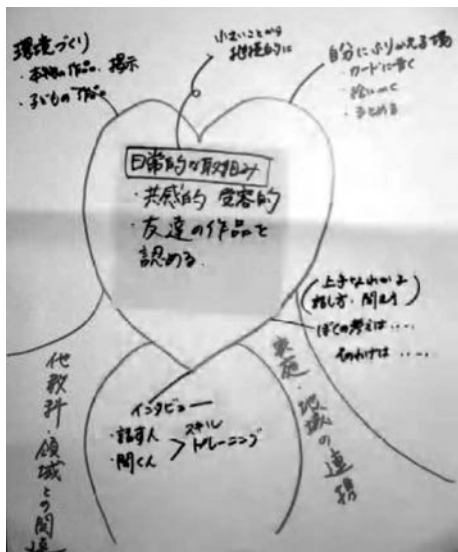 環境づくり
・本物の作品、掲示
・子どもの作品
小さいことから
継続的に
自分にふりかえる場
・カードに書く
・絵にかく
・まとめる
日常的な取組み
・共感的 受容的
・友達の作品を
認める
話し方・聞き方
ぼくの考えは‥‥
そのわけは‥‥
インタビュー
・話す人
・聞く人
スキル
トレーニング
家庭・地域の連携
他教科・領域との関連